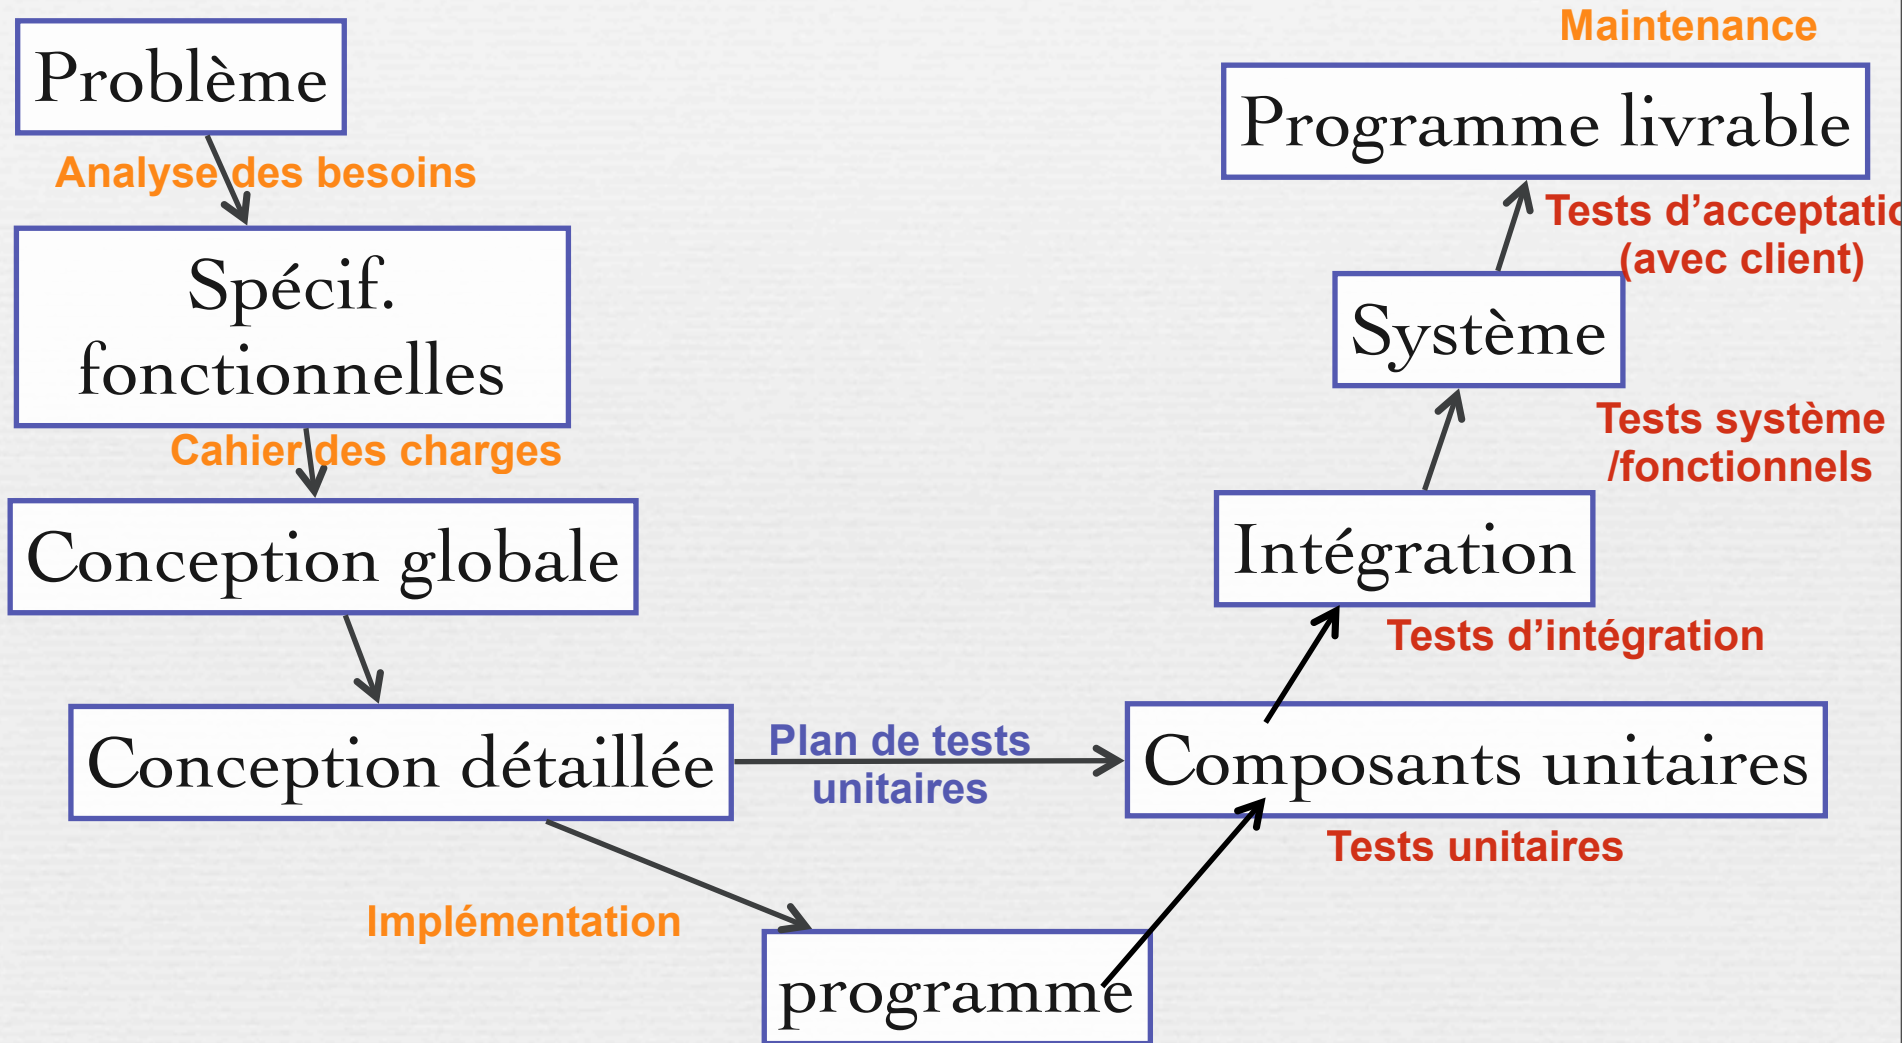 Problème
Analyse des besoins
Spécif.
fonctionnelles
Cahier des charges
Conception globale
Conception détaillée
Plan de tests
unitaires
Implémentation
programme
Maintenance
Programme livrable
Tests d’acceptatio
(avec client)
Système
Tests système
/fonctionnels
Intégration
Tests d’intégration
Composants unitaires
Tests unitaires